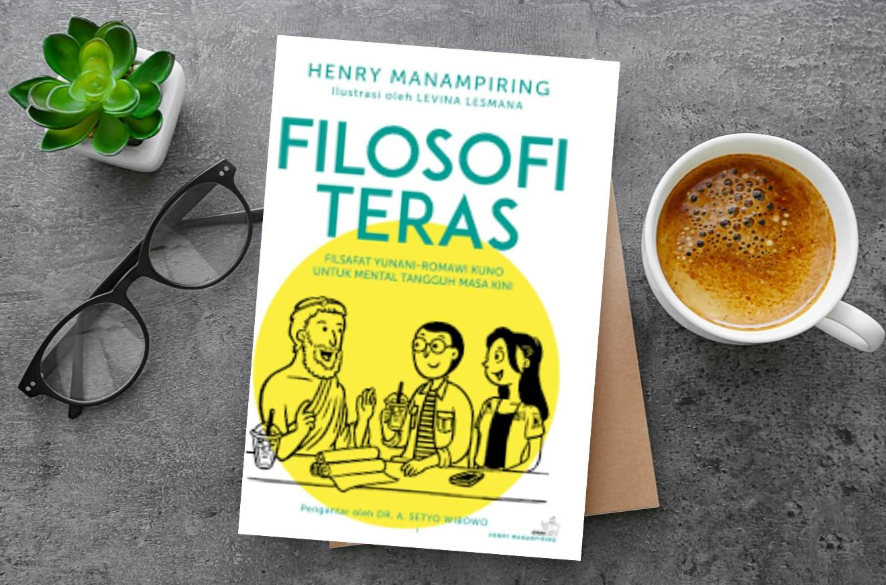 HENRY MANAMPIRING
Ilustrasi oleh LEVINA LESMANA
FILOSOFI
TERAS
FILSAFAT YUNANI-ROMAWI KUNO
UNTUK MENTAL TANGGUH MASA KINI
Pengantar oleh DR. A. SETYO WIBOWO
HENRY MANAMPIRING